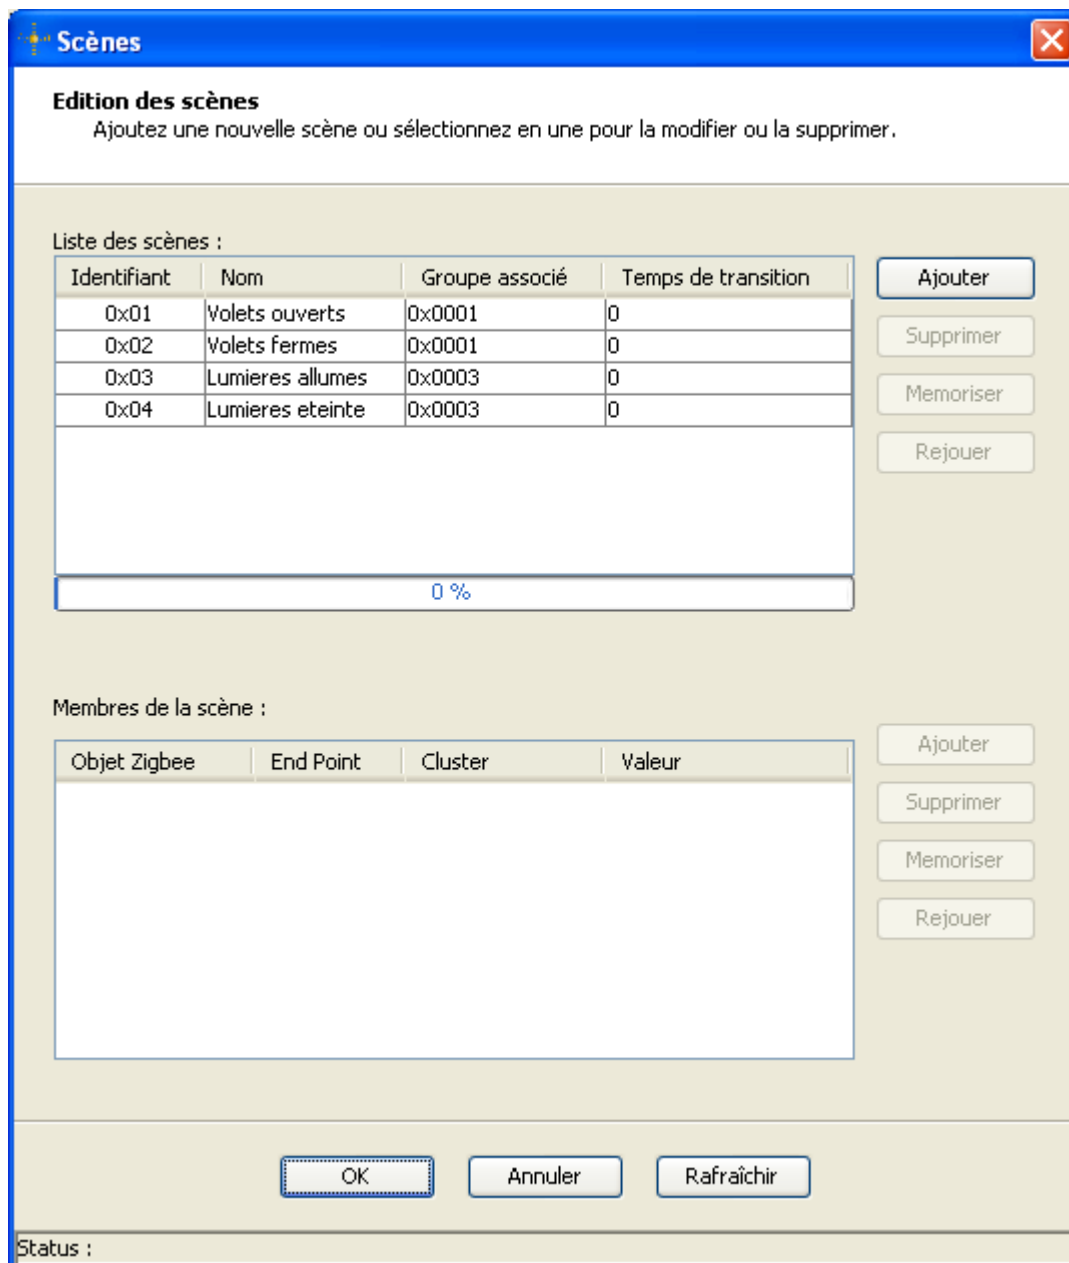 Scènes
Edition des scènes
Ajoutez une nouvelle scène ou sélectionnez en une pour la modifier ou la supprimer.
Liste des scènes :
Identifiant Nom Groupe associé Temps de transition
0x01 Volets ouverts 0x0001 0
0x02 Volets fermes 0x0001 0
0x03 Lumieres allumes 0x0003 0
0x04 Lumieres eteinte 0x0003 0
0 %
Ajouter
Supprimer
Memoriser
Rejouer
Membres de la scène :
Objet Zigbee End Point Cluster Valeur
Ajouter
Supprimer
Memoriser
Rejouer
OK Annuler Rafraîchir
Status :